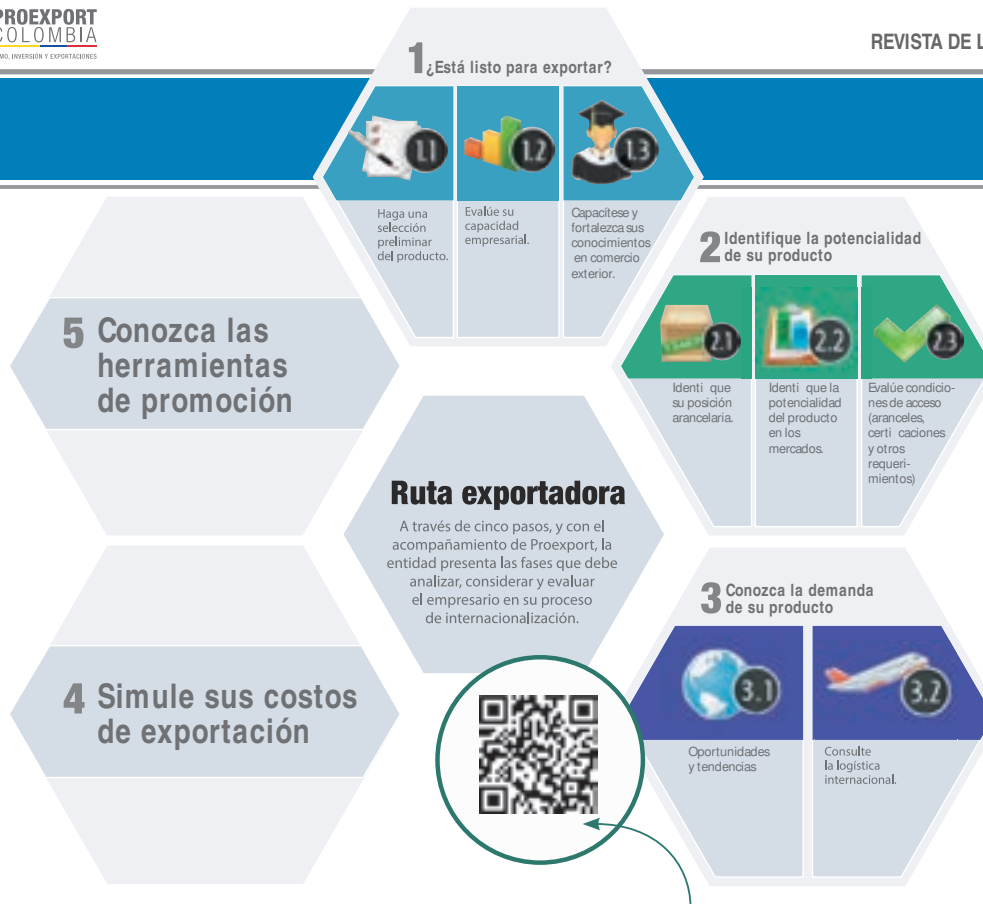 PROEXPORT
COLOMBIA
MO, INVERSIÓN Y EXPORTACIONES
REVISTA DE L
1 ¿Está listo para exportar?
1.1
1.2
1.3
Haga una
selección
preliminar
del producto.
Evalúe su
capacidad
empresarial.
Capacítese y
fortalezca sus
conocimientos
en comercio
exterior.
2 Identifique la potencialidad
de su producto
2.1
2.2
2.3
Identi que
su posición
arancelaria.
Identi que la
potencialidad
del producto
en los
mercados.
Evalúe condicio-
nes de acceso
(aranceles,
certi caciones
y otros
requeri-
mientos)
3 Conozca la demanda
de su producto
3.1
3.2
Oportunidades
y tendencias
Consulte
la logística
internacional.
4 Simule sus costos
de exportación
5 Conozca las
herramientas
de promoción
Ruta exportadora
A través de cinco pasos, y con el
acompañamiento de Proexport, la
entidad presenta las fases que debe
analizar, considerar y evaluar
el empresario en su proceso
de internacionalización.